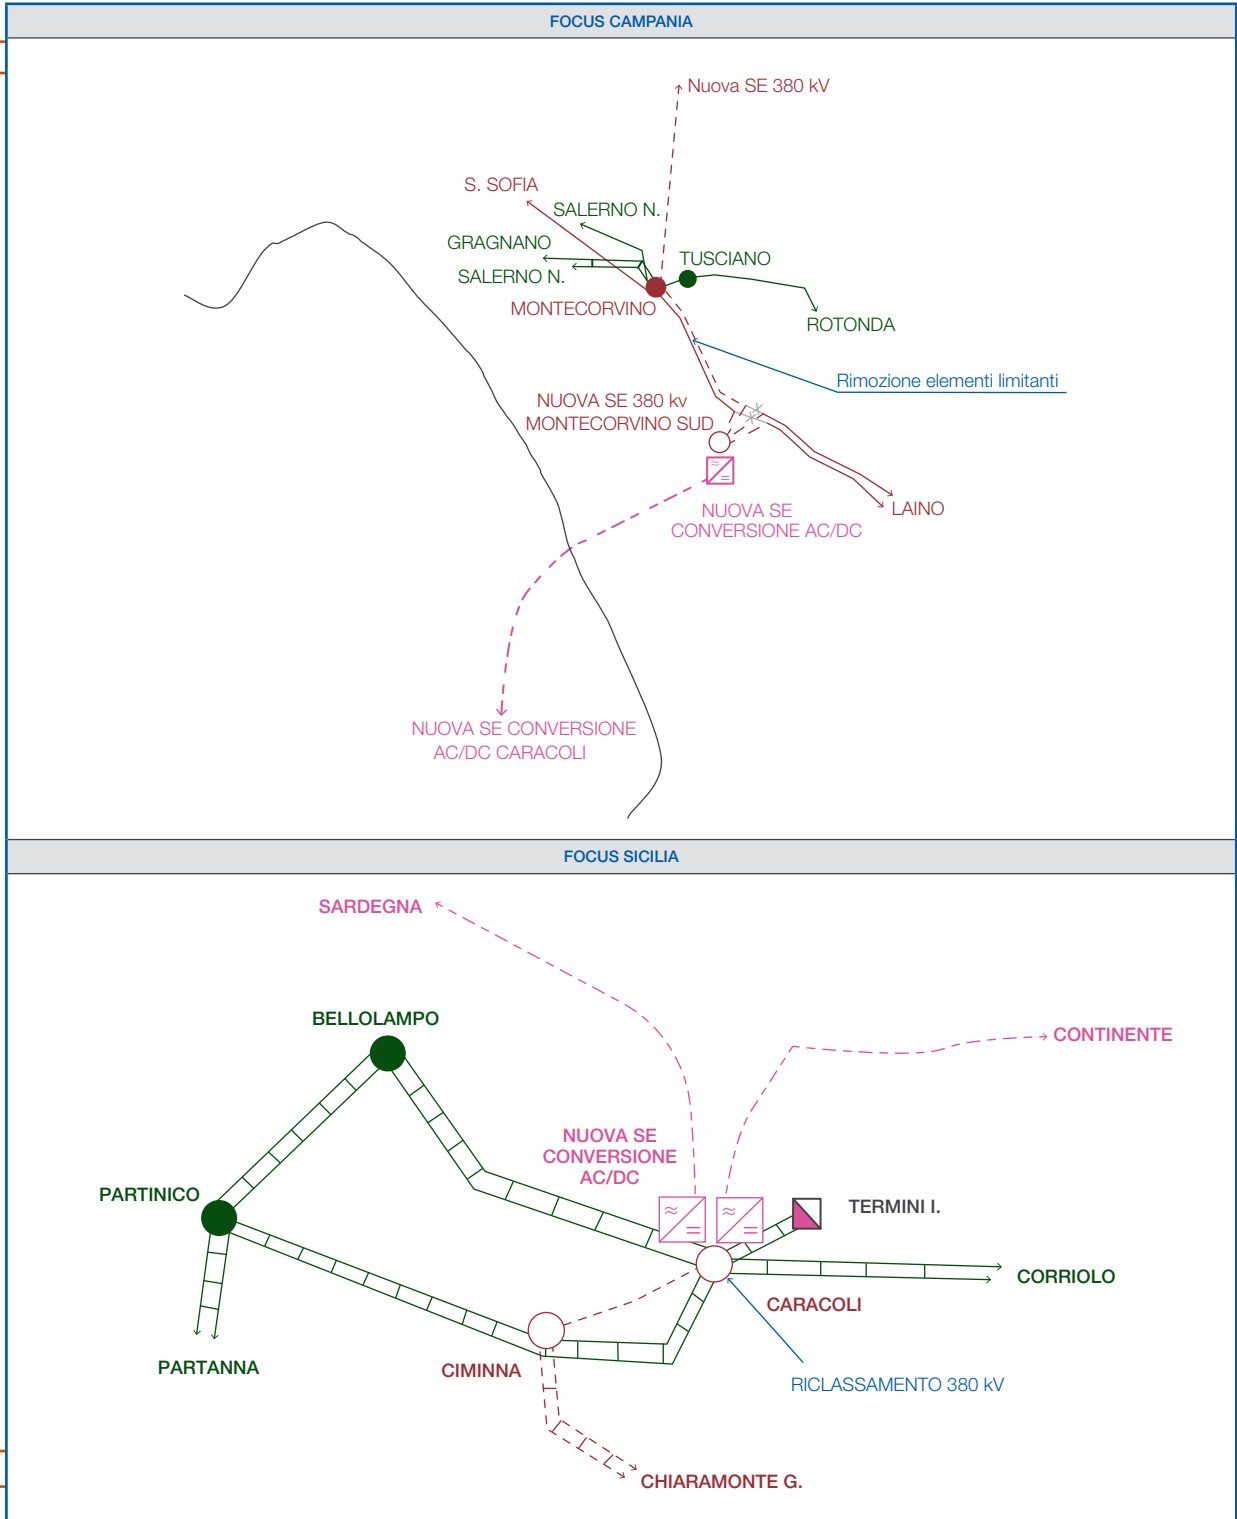 FOCUS CAMPANIA
Nuova SE 380 kV
S. SOFIA
SALERNO N.
GRAGNANO
TUSCIANO
SALERNO N.
MONTECORVINO
ROTONDA
Rimozione elementi limitanti
NUOVA SE 380 kv
MONTECORVINO SUD
LAINO
NUOVA SE
CONVERSIONE AC/DC
NUOVA SE CONVERSIONE
AC/DC CARACOLI
FOCUS SICILIA
SARDEGNA
BELLOLAMPO
CONTINENTE
NUOVA SE
CONVERSIONE
AC/DC
PARTINICO
TERMINI I.
CORRIOLO
CARACOLI
PARTANNA
CIMINNA
RICLASSAMENTO 380 kV
CHIARAMONTE G.